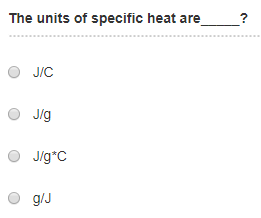 The units of specific heat are_____?
J/C
J/g
J/g*C
g/J